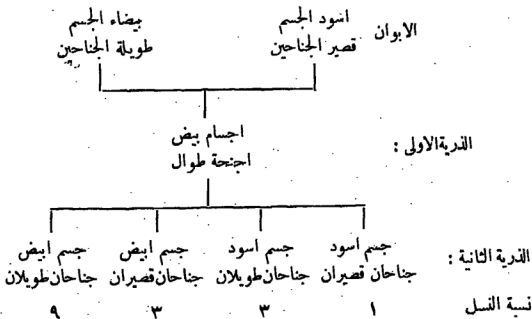 الابوان
اسود الجسم
قصير الجناحين
بيضاء الجسم
طويلة الجناحين
الذرية الاولى :
اجسام بيض
اجنحة طوال
الذرية الثانية :
جسم اسود
جناحان قصيران
جسم اسود
جناحان طويلان
جسم ابيض
جناحان قصيران
جسم ابيض
جناحان طويلان
نسبة النسل
١ ٣ ٣ ٩